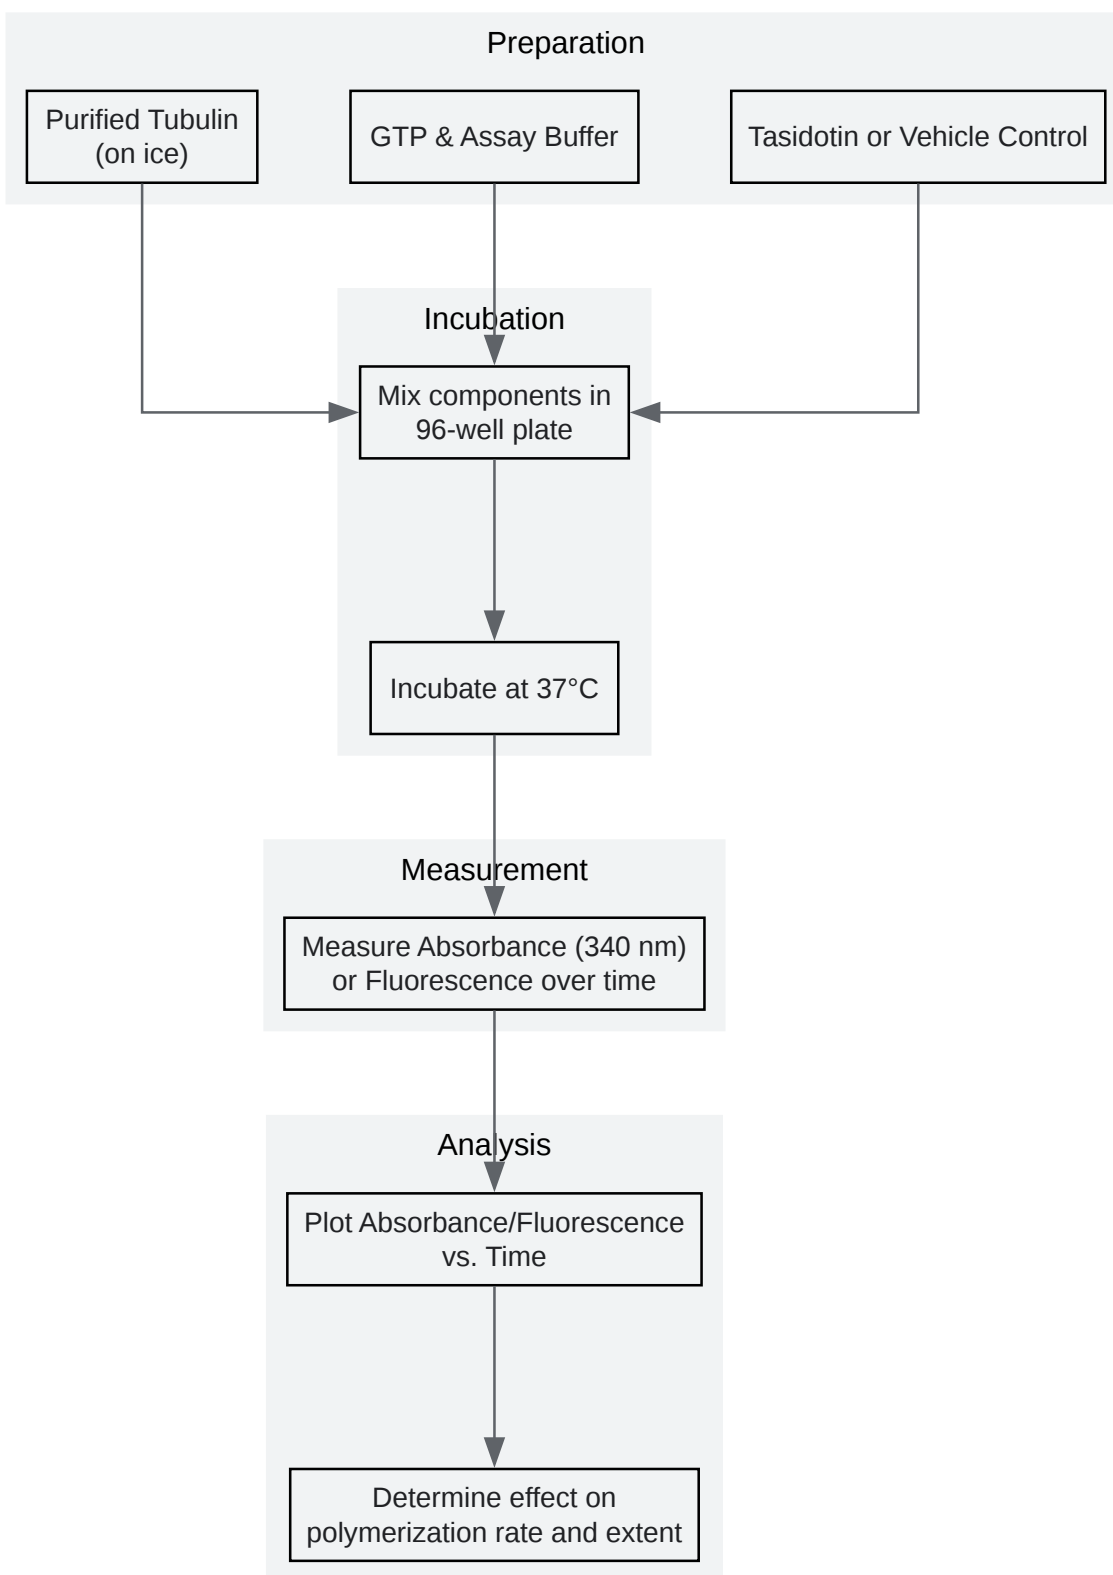 Preparation
Purified Tubulin
(on ice)
GTP & Assay Buffer
Tasidotin or Vehicle Control
Incubation
Mix components in
96-well plate
Incubate at 37°C
Measurement
Measure Absorbance (340 nm)
or Fluorescence over time
Analysis
Plot Absorbance/Fluorescence
vs. Time
Determine effect on
polymerization rate and extent